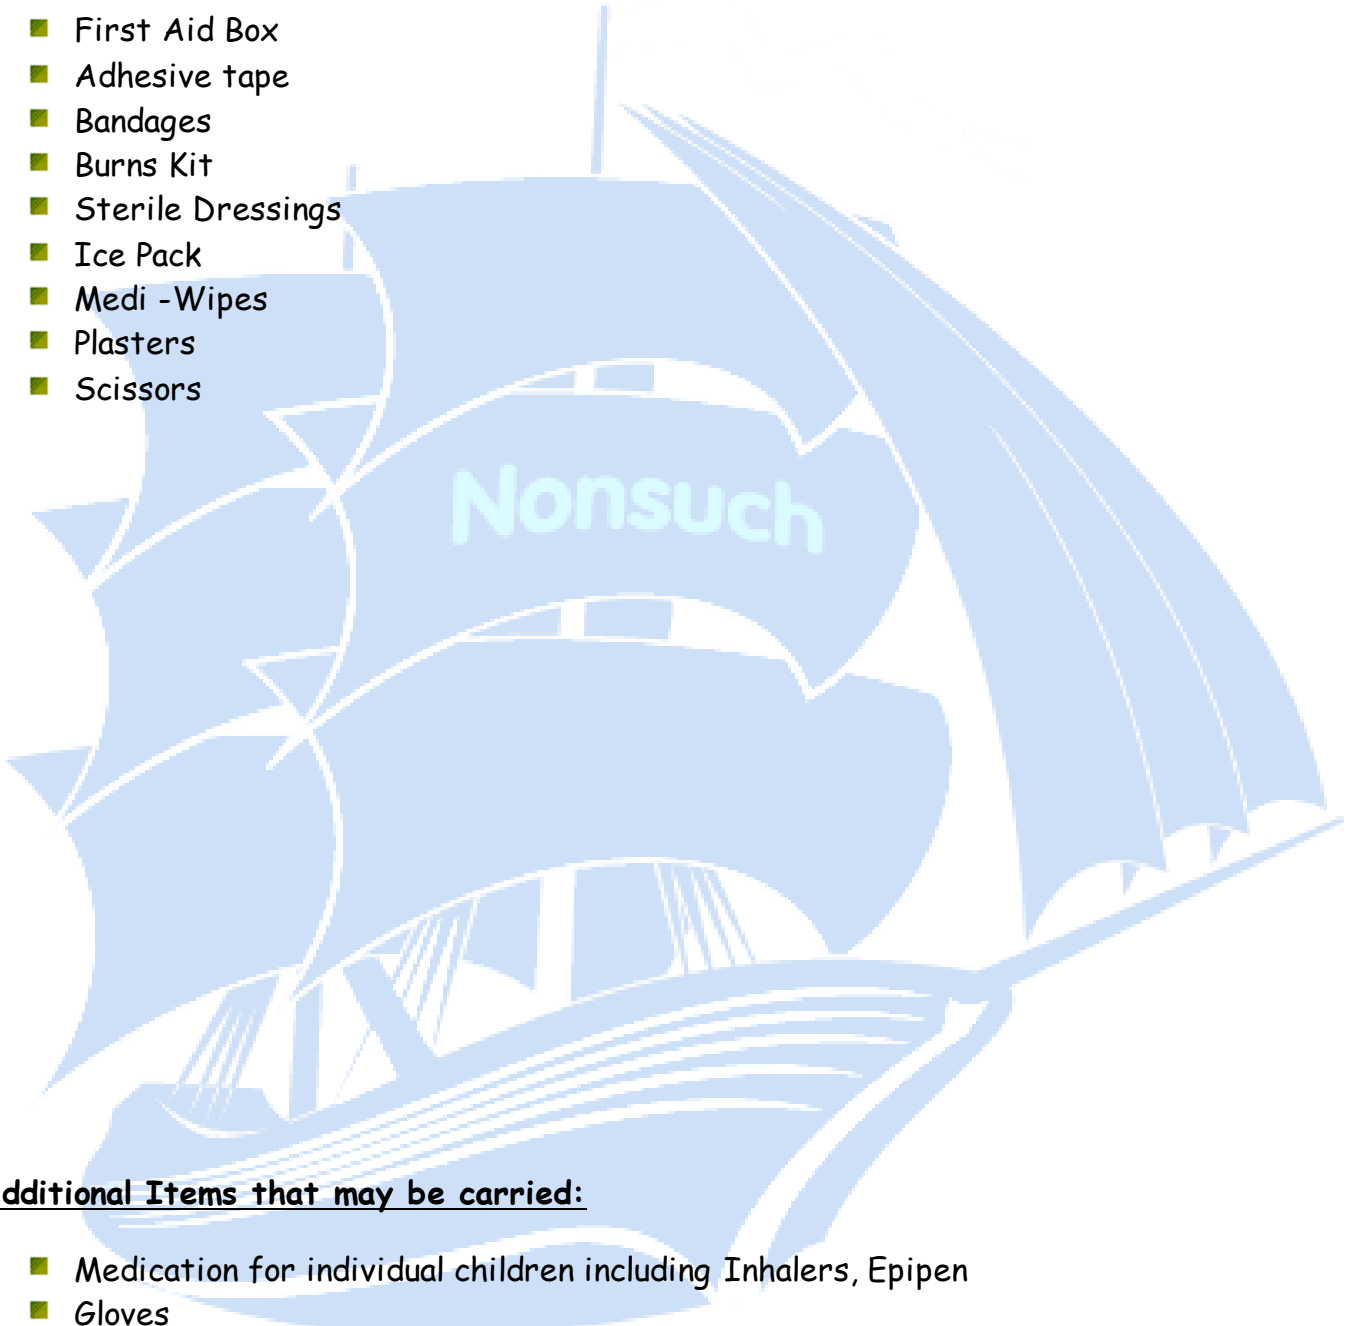 First Aid Box
Adhesive tape
Bandages
Burns Kit
Sterile Dressings
Ice Pack
Medi -Wipes
Plasters
Scissors
Nonsuch
dditional Items that may be carried:
Medication for individual children including Inhalers, Epipen
Gloves